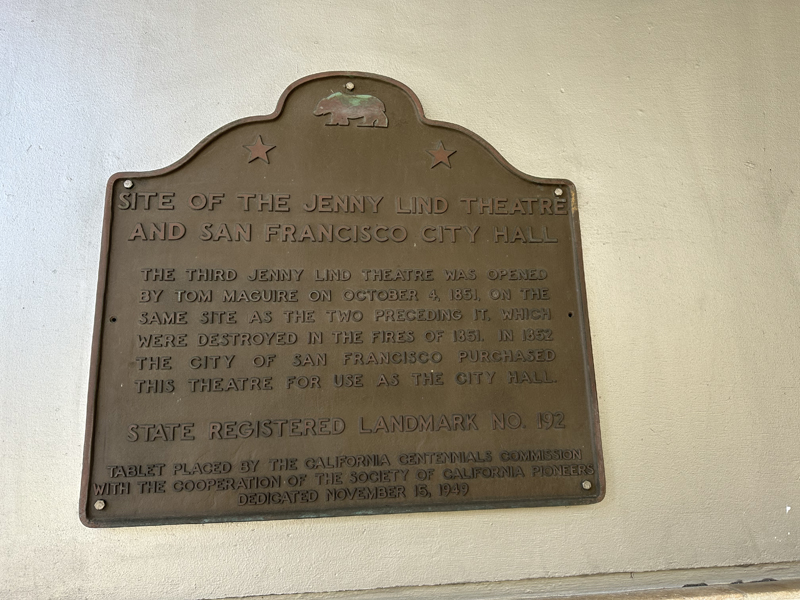 SITE OF THE JENNY LIND THEATRE
AND SAN FRANCISCO CITY HALL
THE THIRD JENNY LIND THEATRE WAS OPENED
BY TOM MAGUIRE ON OCTOBER 4, 1851, ON THE
SAME SITE AS THE TWO PRECEDING IT, WHICH
WERE DESTROYED IN THE FIRES OF 1851. IN 1852
THE CITY OF SAN FRANCISCO PURCHASED
THIS THEATRE FOR USE AS THE CITY HALL.
STATE REGISTERED LANDMARK NO. 192
TABLET PLACED BY THE CALIFORNIA CENTENNIALS COMMISSION
WITH THE COOPERATION OF THE SOCIETY OF CALIFORNIA PIONEERS
DEDICATED NOVEMBER 15, 1949